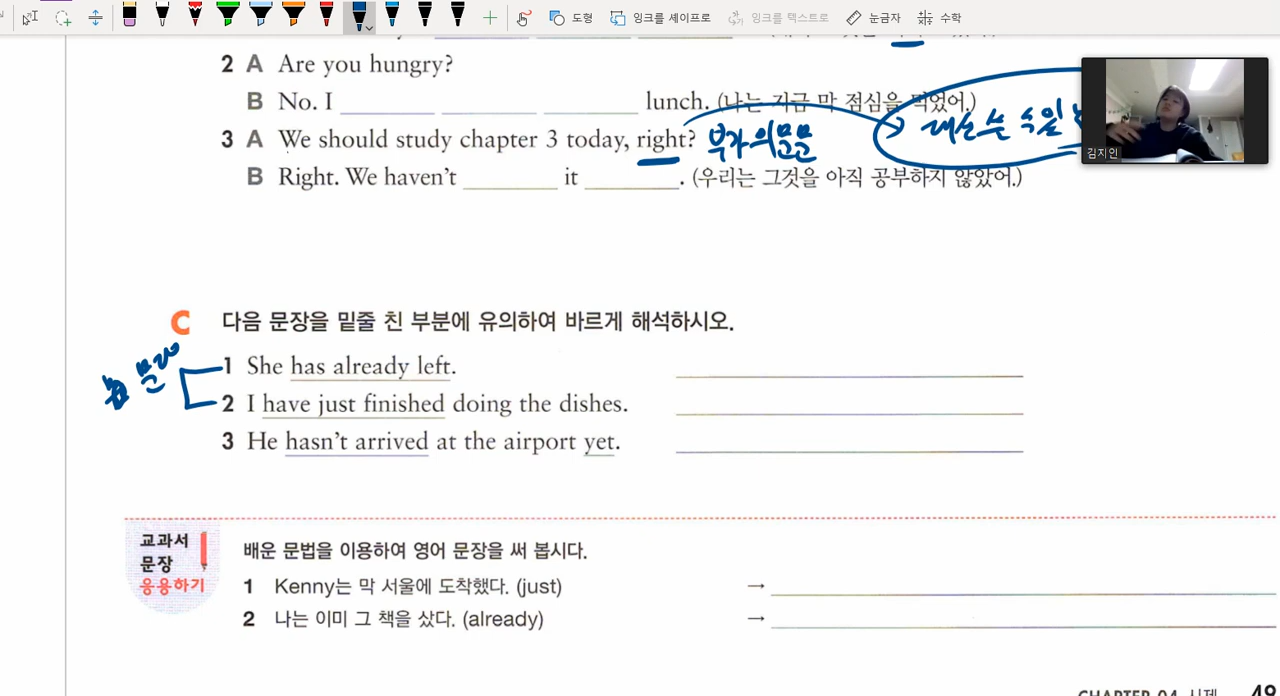 도형 잉크를 셰이프로 잉크를 텍스트로 눈금자 수학
2 A Are you hungry?
B No. I ____ ____ ____ lunch. (나는 지금 막 점심을 먹었어.)
3 A We should study chapter 3 today, right? 부가의문문
B Right. We haven't ____ it ____. (우리는 그것을 아직 공부하지 않았어.)
김지인
C 다음 문장을 밑줄 친 부분에 유의하여 바르게 해석하시오.
1 She has already left.
2 I have just finished doing the dishes.
3 He hasn't arrived at the airport yet.
교과서
문장
응용하기
배운 문법을 이용하여 영어 문장을 써 봅시다.
1 Kenny는 막 서울에 도착했다. (just) →
2 나는 이미 그 책을 샀다. (already) →